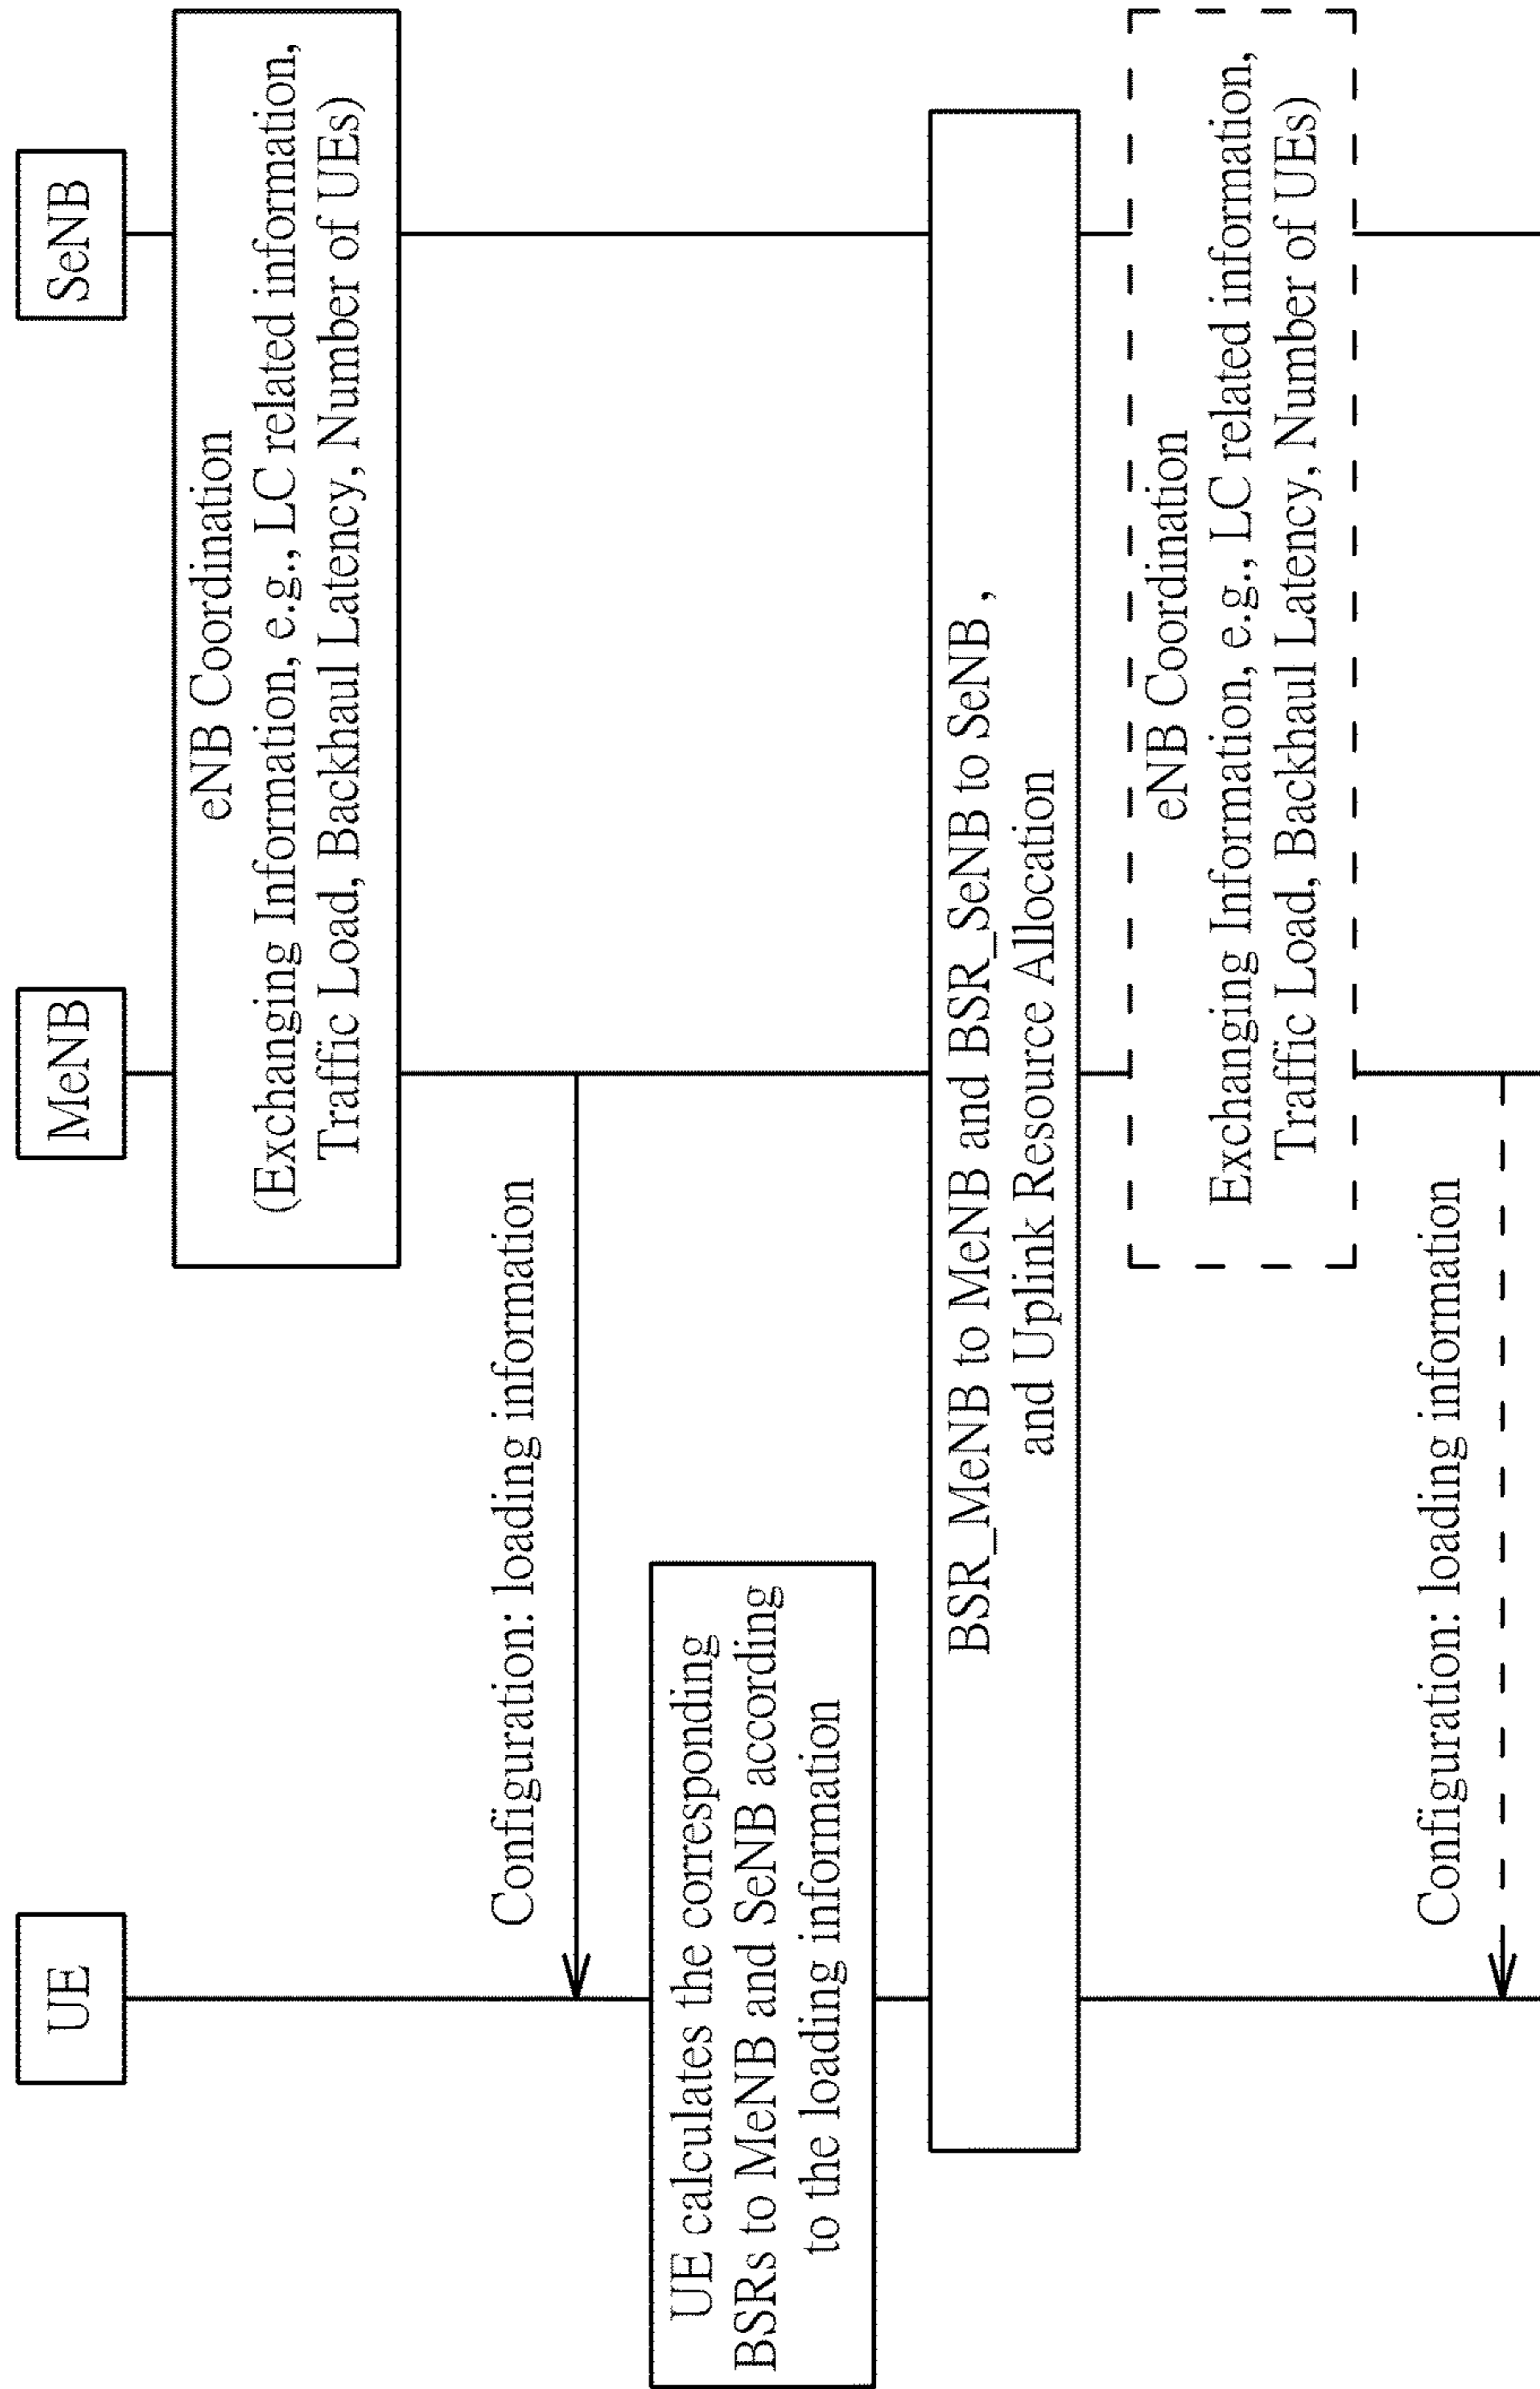 UE
MeNB
SeNB
eNB Coordination
(Exchanging Information, e.g., LC related information,
Traffic Load, Backhaul Latency, Number of UEs)
Configuration: loading information
UE calculates the corresponding
BSRs to MeNB and SeNB according
to the loading information
BSR_MeNB to MeNB and BSR_SeNB to SeNB ,
and Uplink Resource Allocation
eNB Coordination
Exchanging Information, e.g., LC related information,
Traffic Load, Backhaul Latency, Number of UEs)
Configuration: loading information